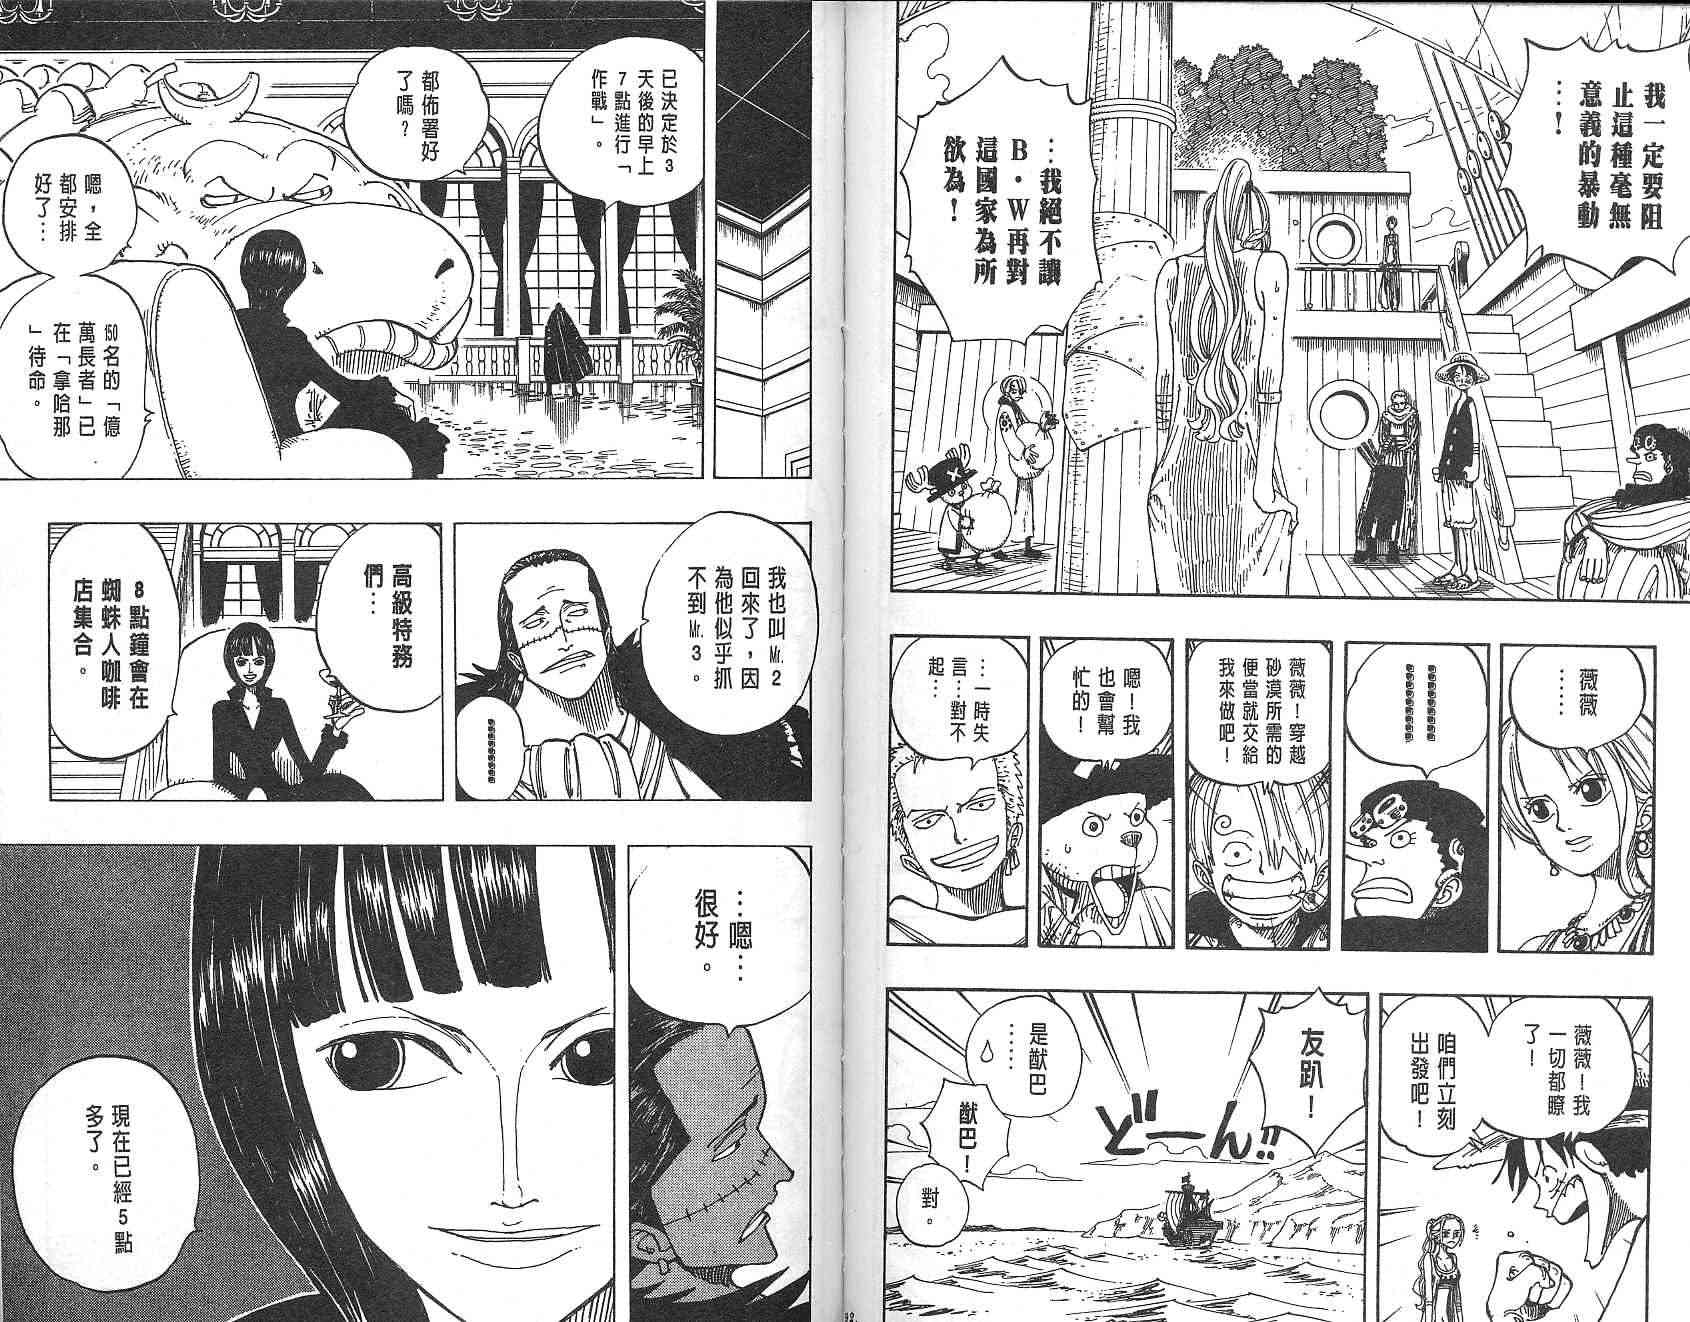 我一定要阻
止這種毫無
意義的暴動
…！
…我絕不讓
B・W再對
這國家為所
欲為！
薇薇
……
薇薇！穿越
砂漠所需的
便當就交給
我來做吧！
嗯！我
也會幫
忙的！
…一時失
言…對不
起…
薇薇！我
一切都瞭
了！
咱們立刻
出發吧！
友趴！
どーん!!
是猷巴
……
猷巴！
對。
已決定於3
天後的早上
7點進行「
作戰」。
都佈署好
了嗎？
嗯，全
都安排
好了…
150名的「億
萬長者」已
在「拿哈那
」待命。
我也叫Mr.2
回來了，因
為他似乎抓
不到Mr.3。
高級特務
們…
8點鐘會在
蜘蛛人咖啡
店集合。
…嗯…
很好。
現在已經5點
多了。